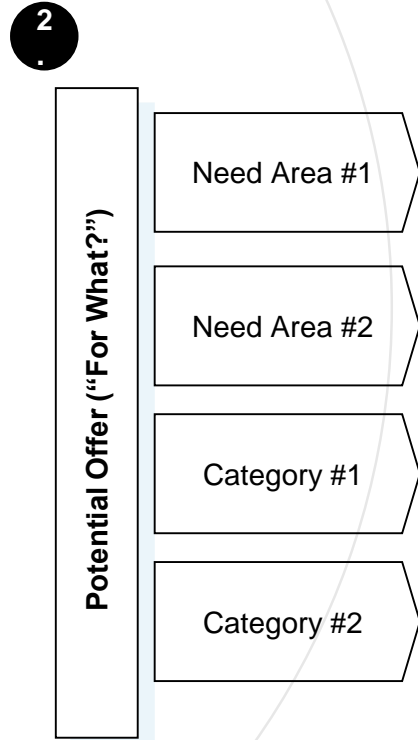 2
.
Potential Offer (“For What?”)
Need Area #1
Need Area #2
Category #1
Category #2